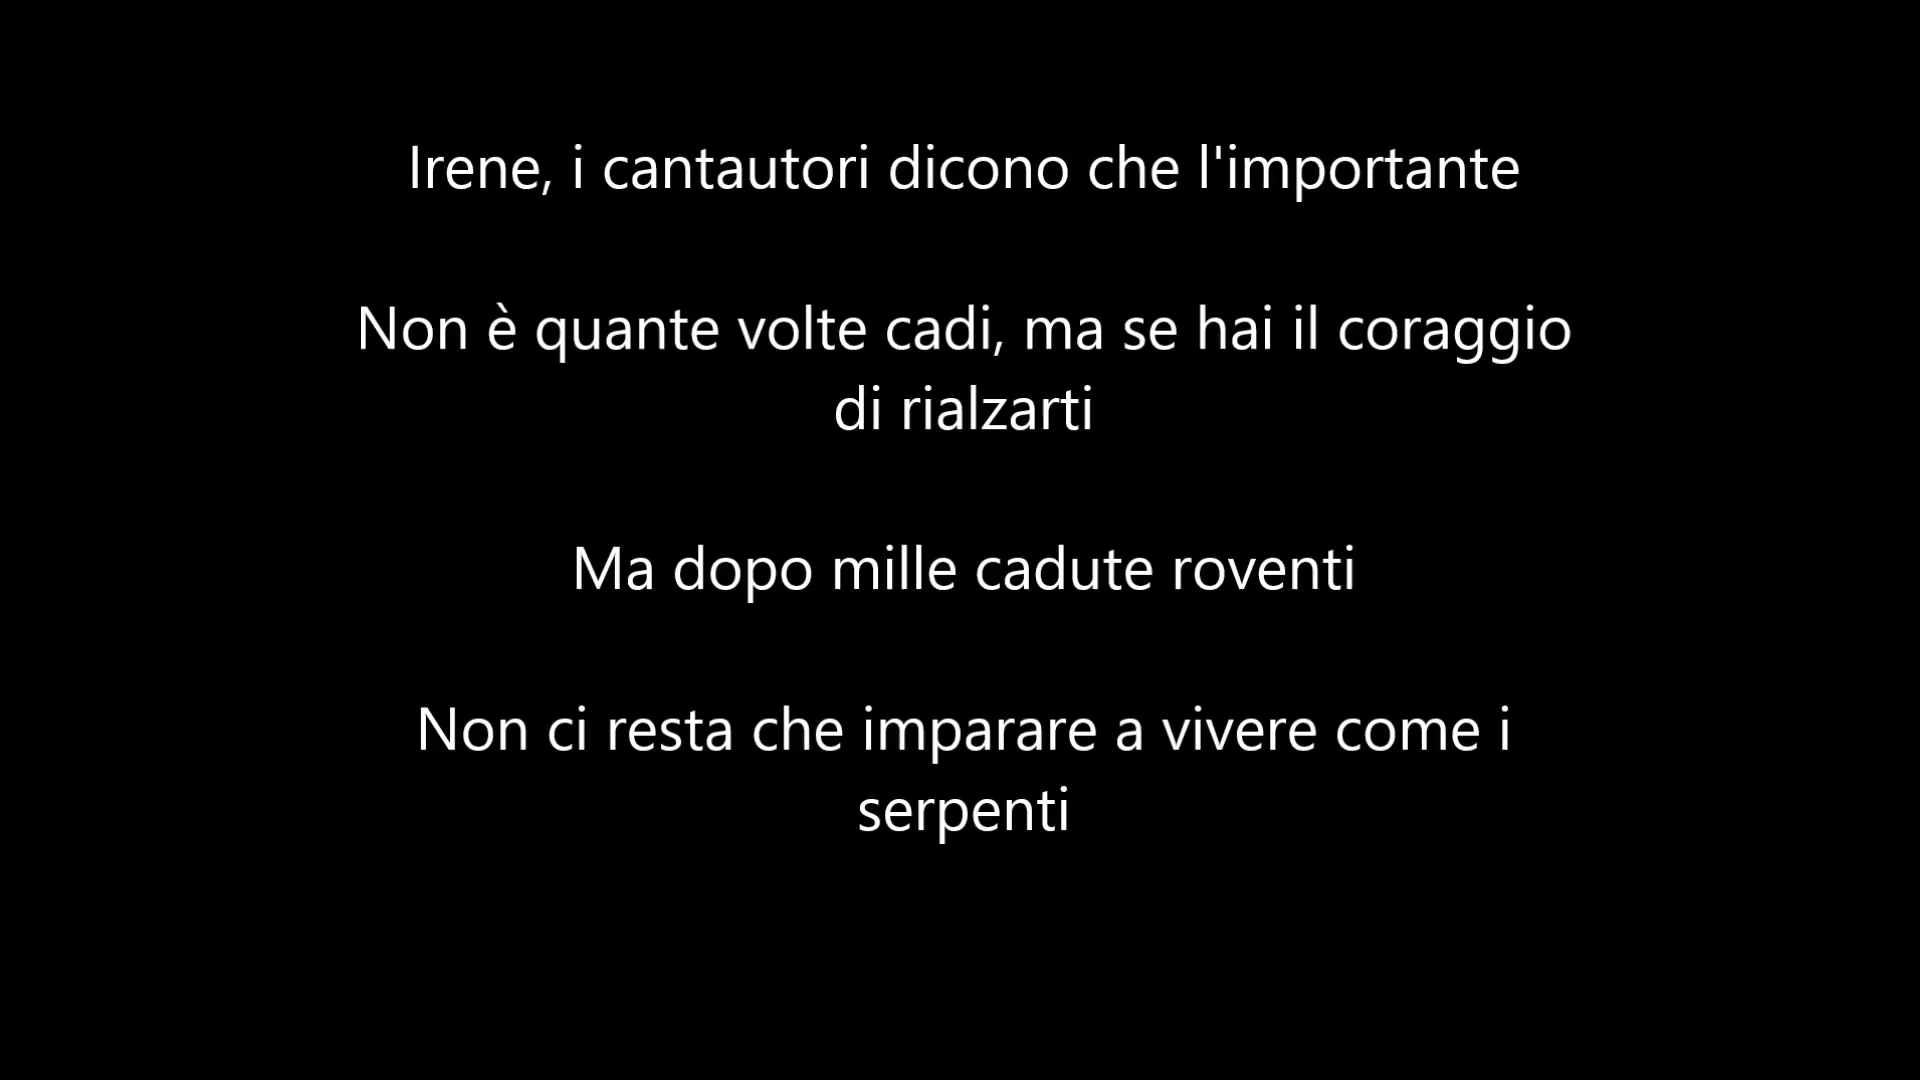 Irene, i cantautori dicono che l'importante
Non è quante volte cadi, ma se hai il coraggio
di rialzarti
Ma dopo mille cadute roventi
Non ci resta che imparare a vivere come i
serpenti